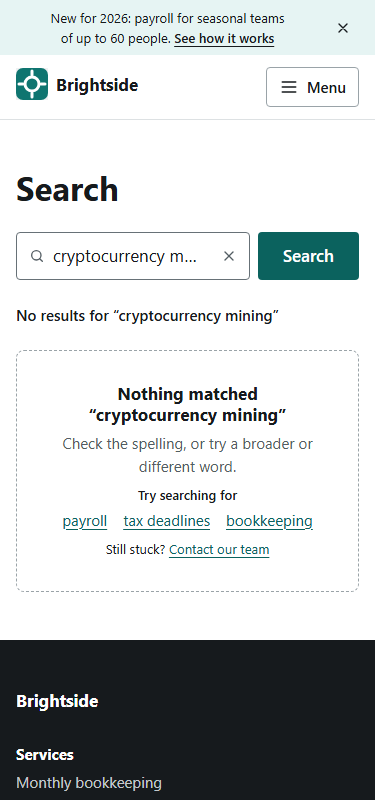 New for 2026: payroll for seasonal teams
of up to 60 people. See how it works
Brightside
Menu
Search
cryptocurrency m...
Search
No results for “cryptocurrency mining”
Nothing matched
“cryptocurrency mining”
Check the spelling, or try a broader or
different word.
Try searching for
payroll tax deadlines bookkeeping
Still stuck? Contact our team
Brightside
Services
Monthly bookkeeping